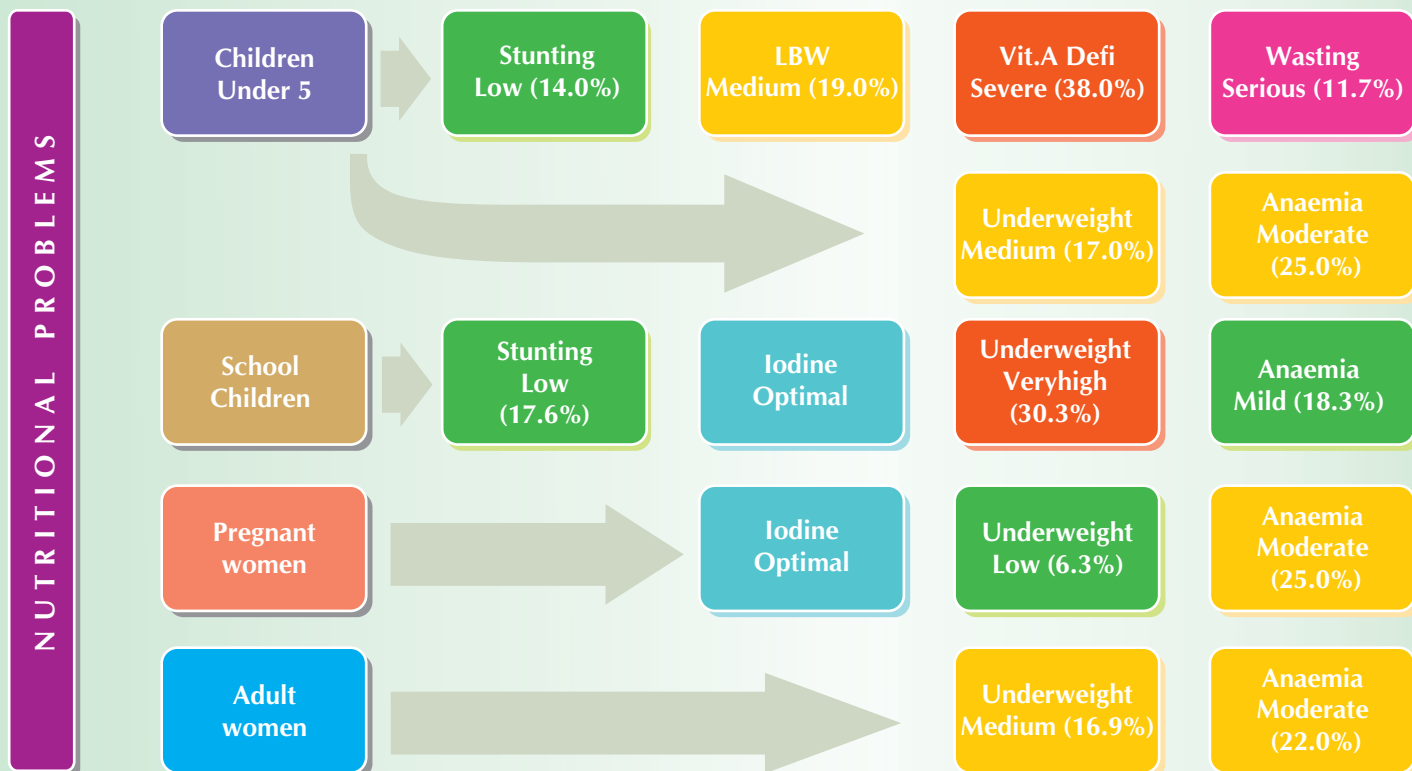 NUTRITIONAL PROBLEMS
Children
Under 5
Stunting
Low (14.0%)
LBW
Medium (19.0%)
Vit.A Defi
Severe (38.0%)
Wasting
Serious (11.7%)
Underweight
Medium (17.0%)
Anaemia
Moderate
(25.0%)
School
Children
Stunting
Low
(17.6%)
Iodine
Optimal
Underweight
Veryhigh
(30.3%)
Anaemia
Mild (18.3%)
Pregnant
women
Iodine
Optimal
Underweight
Low (6.3%)
Anaemia
Moderate
(25.0%)
Adult
women
Underweight
Medium (16.9%)
Anaemia
Moderate
(22.0%)